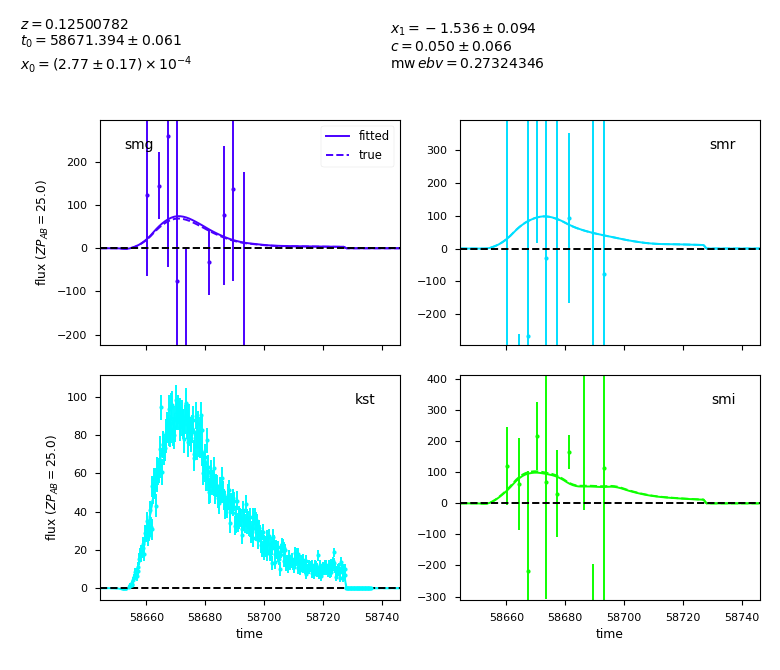 z = 0.12500782
t₀ = 58671.394 ± 0.061
x₀ = (2.77 ± 0.17) × 10⁻⁴
x₁ = −1.536 ± 0.094
c = 0.050 ± 0.066
mw ebv = 0.27324346
smg
fitted
true
flux (ZP_AB = 25.0)
200
100
0
−100
−200
smr
300
200
100
0
−100
−200
kst
flux (ZP_AB = 25.0)
100
80
60
40
20
0
58660 58680 58700 58720 58740
time
smi
400
300
200
100
0
−100
−200
−300
58660 58680 58700 58720 58740
time